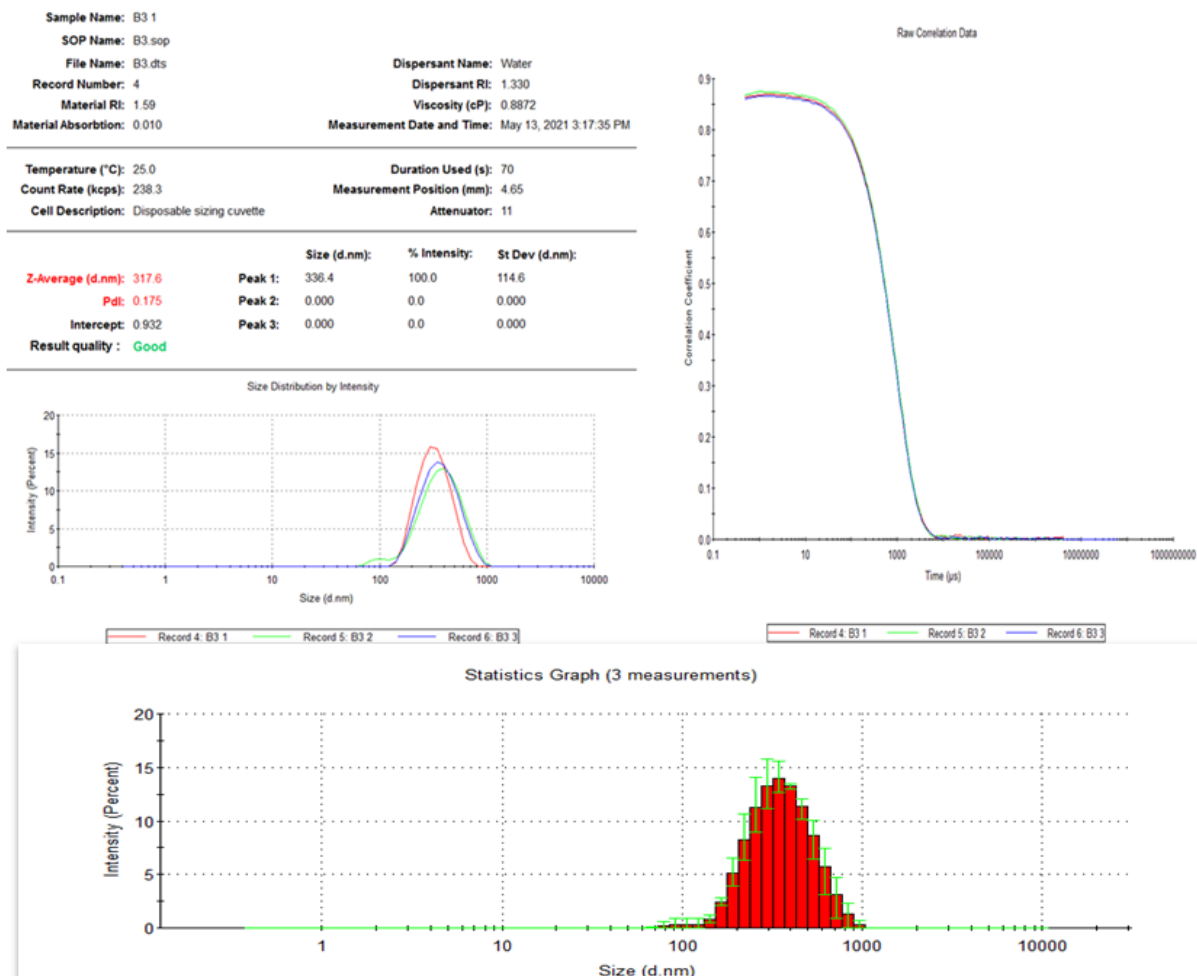 Sample Name: B3 1
SOP Name: B3.sop
File Name: B3.dts Dispersant Name: Water
Record Number: 4 Dispersant RI: 1.330
Material RI: 1.59 Viscosity (cP): 0.8872
Material Absorbtion: 0.010 Measurement Date and Time: May 13, 2021 3:17:35 PM
Temperature (°C): 25.0 Duration Used (s): 70
Count Rate (kcps): 238.3 Measurement Position (mm): 4.65
Cell Description: Disposable sizing cuvette Attenuator: 11
Size (d.nm): % Intensity: St Dev (d.nm):
Z-Average (d.nm): 317.6 Peak 1: 336.4 100.0 114.6
PdI: 0.175 Peak 2: 0.000 0.0 0.000
Intercept: 0.932 Peak 3: 0.000 0.0 0.000
Result quality : Good
Size Distribution by Intensity
Intensity (Percent)
20
15
10
5
0
0.1 1 10 100 1000 10000
Size (d.nm)
Record 4: B3 1 Record 5: B3 2 Record 6: B3 3
Raw Correlation Data
Correlation Coefficient
0.9
0.8
0.7
0.6
0.5
0.4
0.3
0.2
0.1
0.0
0.1 10 1000 100000 10000000 1000000000
Time (µs)
Record 4: B3 1 Record 5: B3 2 Record 6: B3 3
Statistics Graph (3 measurements)
Intensity (Percent)
20
15
10
5
0
1 10 100 1000 10000
Size (d.nm)